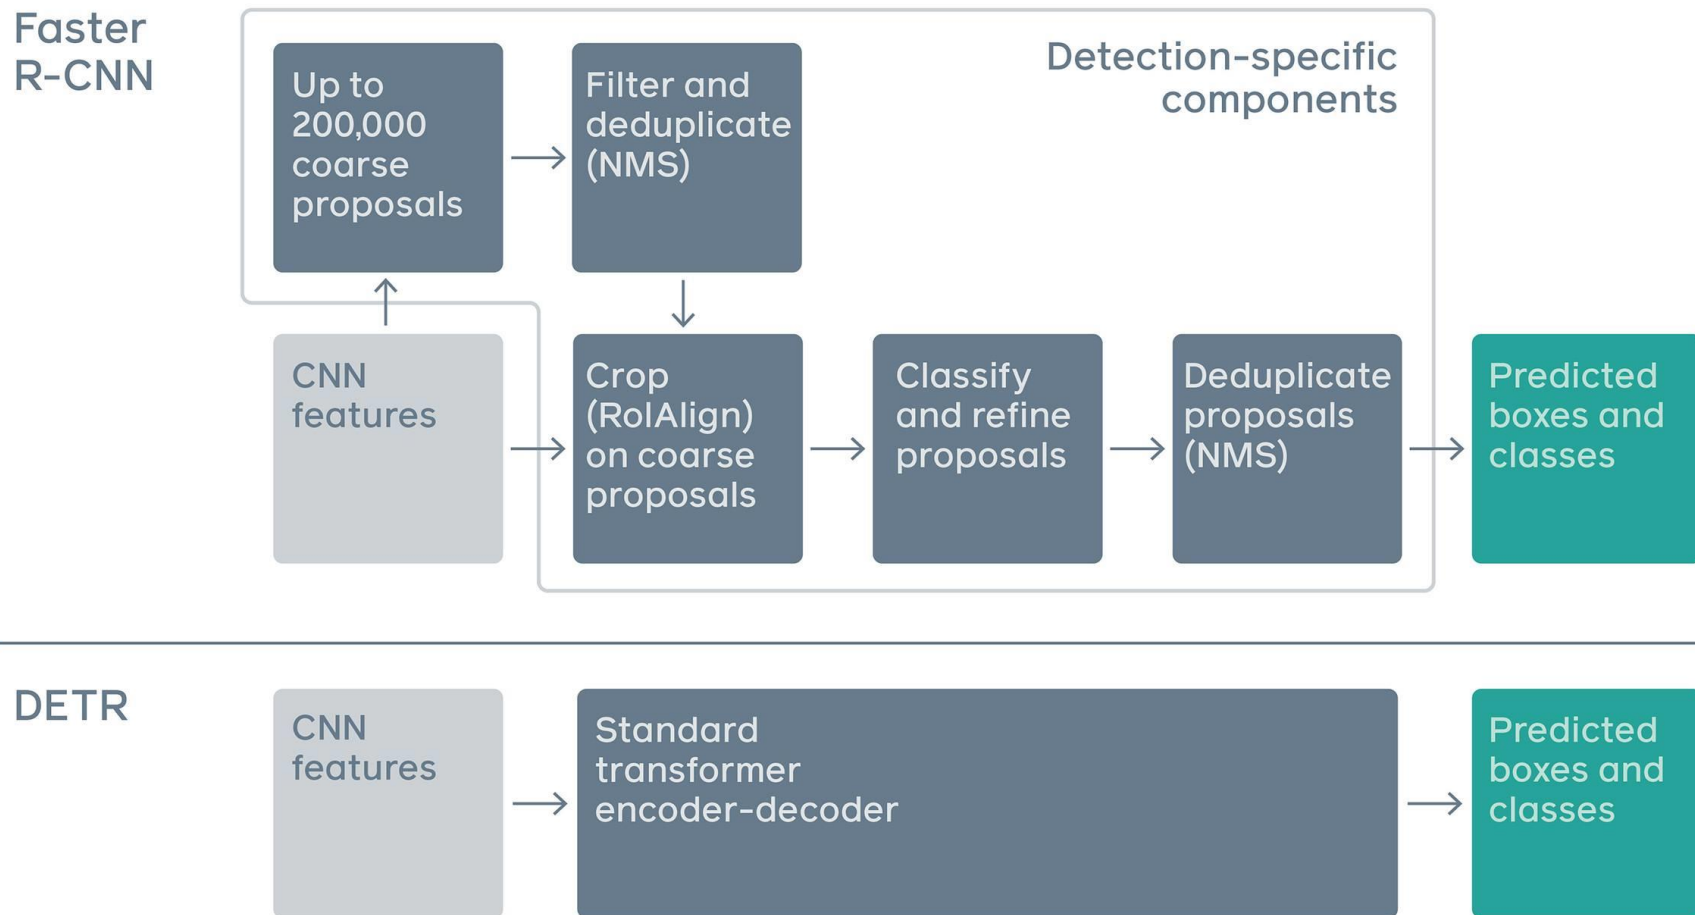 Faster
R-CNN
Up to
200,000
coarse
proposals
Filter and
deduplicate
(NMS)
Detection-specific
components
CNN
features
Crop
(RoIAlign)
on coarse
proposals
Classify
and refine
proposals
Deduplicate
proposals
(NMS)
Predicted
boxes and
classes
DETR
CNN
features
Standard
transformer
encoder-decoder
Predicted
boxes and
classes